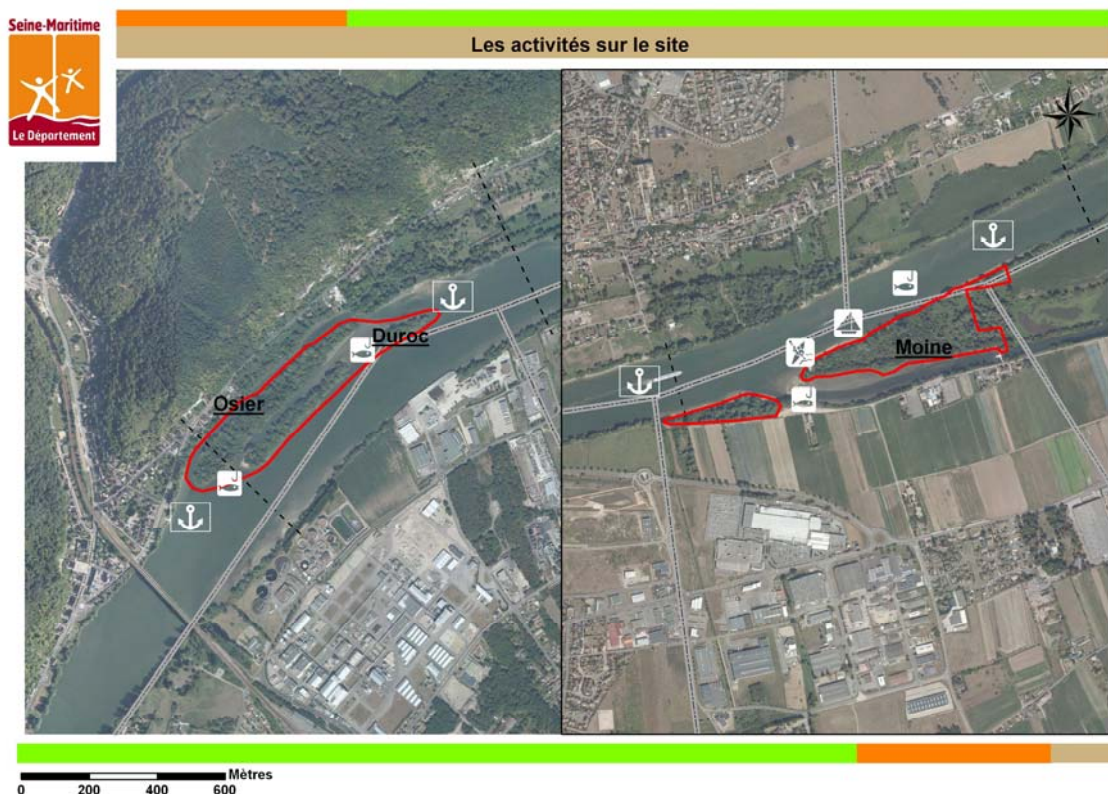 Seine-Maritime
Le Département
Les activités sur le site
Duroc
Osier
Moine
Mètres
0 200 400 600